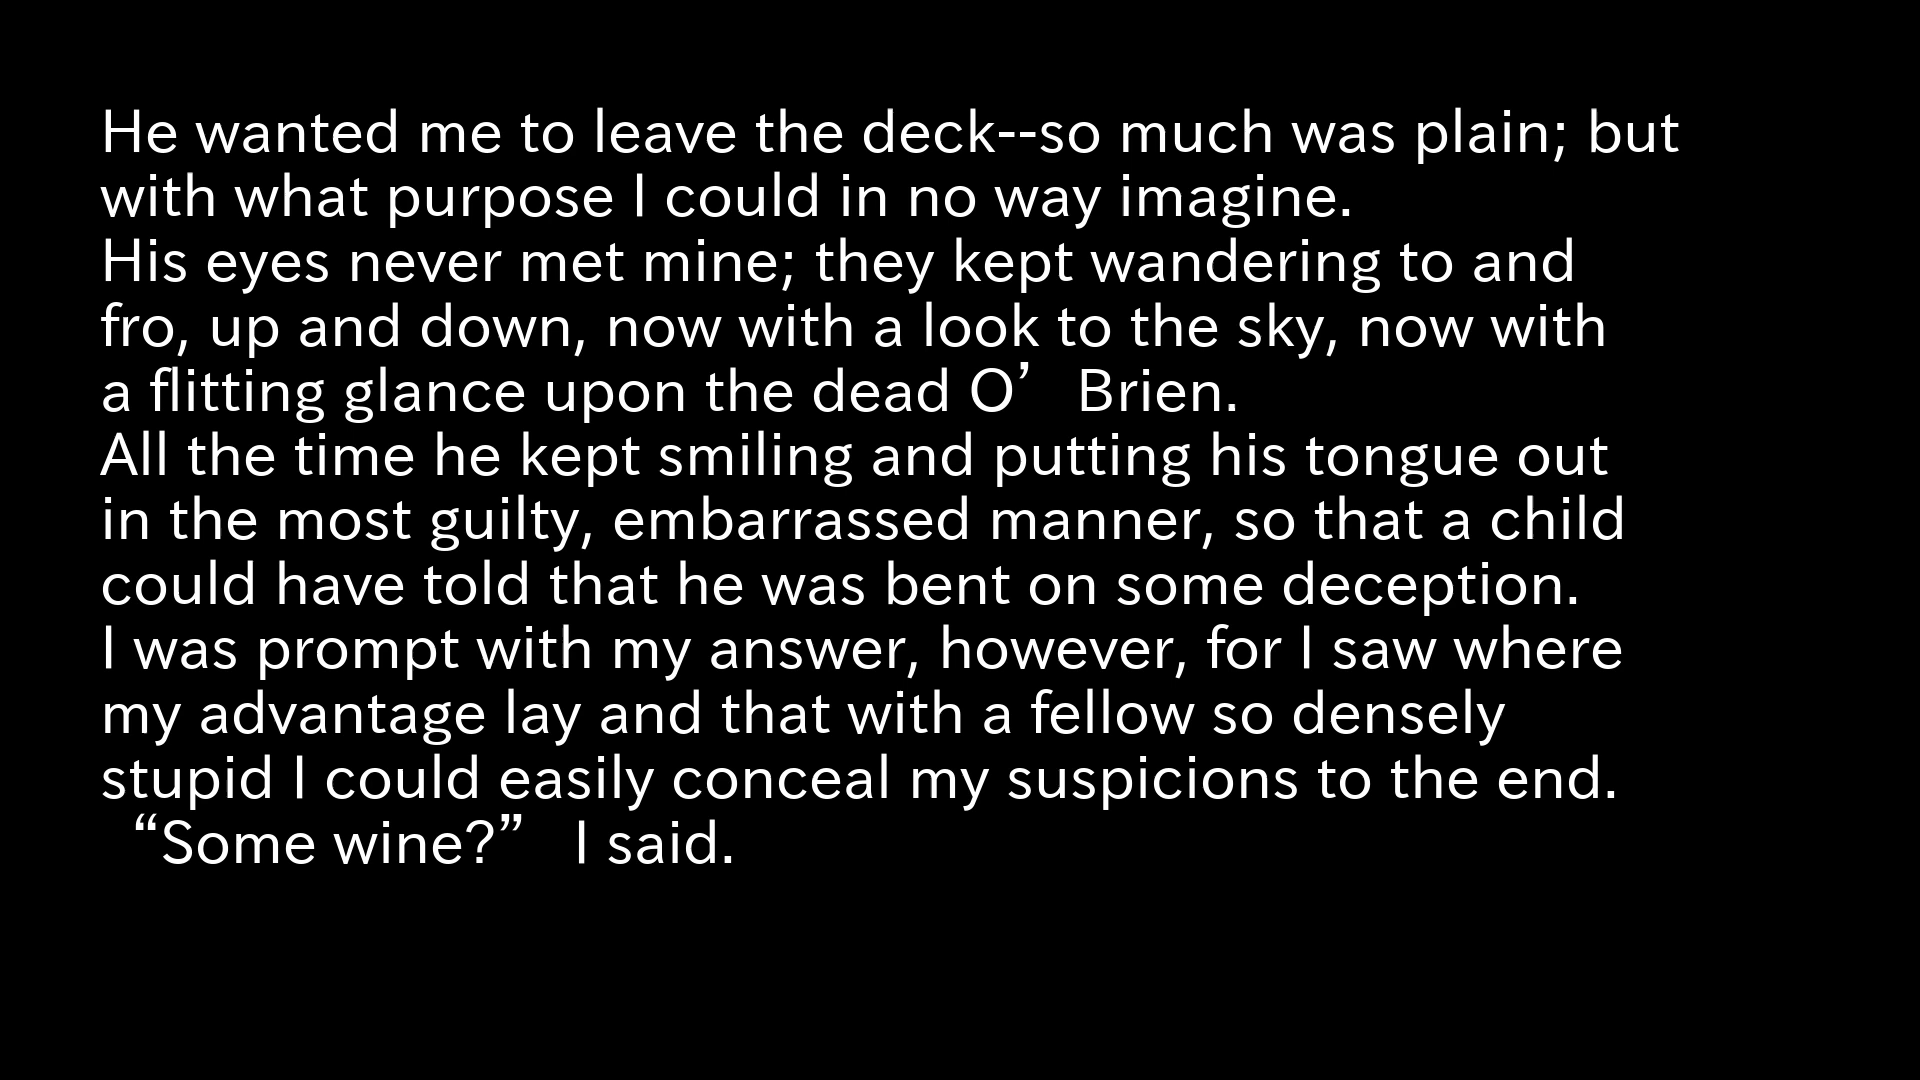 He wanted me to leave the deck--so much was plain; but
with what purpose I could in no way imagine.
His eyes never met mine; they kept wandering to and
fro, up and down, now with a look to the sky, now with
a flitting glance upon the dead O’Brien.
All the time he kept smiling and putting his tongue out
in the most guilty, embarrassed manner, so that a child
could have told that he was bent on some deception.
I was prompt with my answer, however, for I saw where
my advantage lay and that with a fellow so densely
stupid I could easily conceal my suspicions to the end.
“Some wine?” I said.